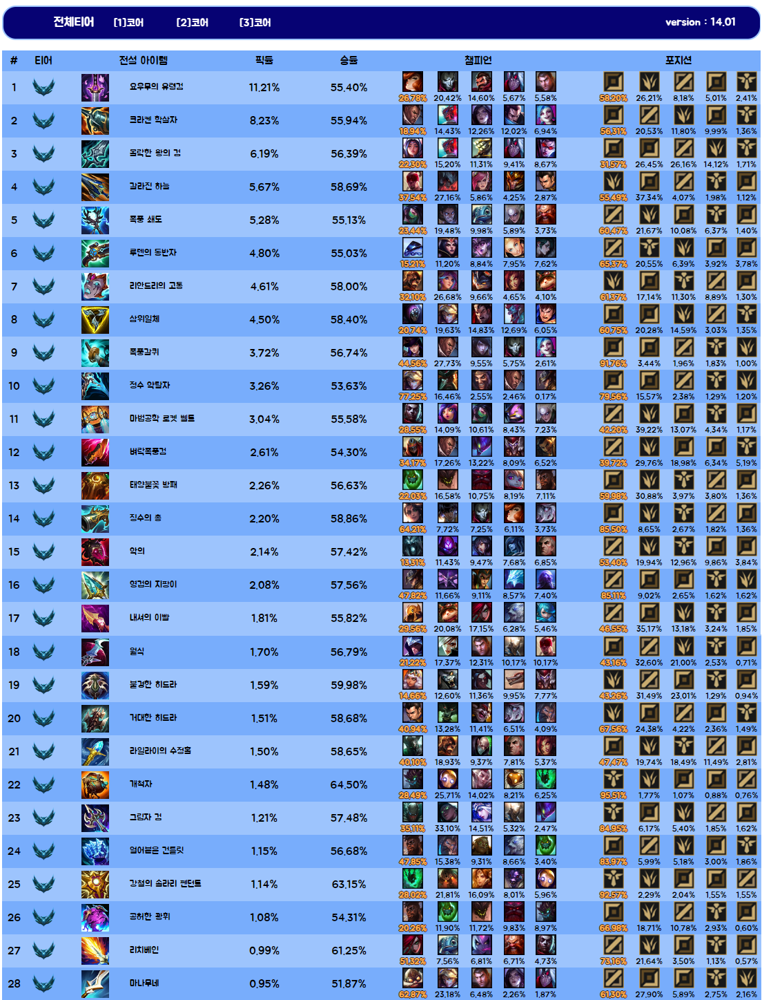 전체티어 [1]코어 [2]코어 [3]코어 version : 14.01
# 티어 전설 아이템 픽률 승률 챔피언 포지션
1 요우무의 유령검 11,21% 55,40%
26,78% 20,42% 14,60% 5,67% 5,58% 58,20% 26,21% 8,18% 5,01% 2,41%
2 크라켄 학살자 8,23% 55,94%
18,94% 14,43% 12,26% 12,02% 6,94% 56,31% 20,53% 11,80% 9,99% 1,36%
3 몰락한 왕의 검 6,19% 56,39%
22,30% 15,20% 11,31% 9,41% 8,67% 31,57% 26,45% 26,16% 14,12% 1,71%
4 갈라진 하늘 5,67% 58,69%
37,54% 27,16% 5,86% 4,25% 2,87% 55,49% 37,34% 4,07% 1,98% 1,12%
5 폭풍 쇄도 5,28% 55,13%
23,44% 19,48% 9,98% 5,89% 3,73% 60,47% 21,67% 10,08% 6,37% 1,40%
6 루덴의 동반자 4,80% 55,03%
15,21% 11,20% 8,84% 7,95% 7,62% 65,37% 20,55% 6,39% 3,92% 3,78%
7 리안드리의 고통 4,61% 58,00%
32,10% 26,68% 9,66% 4,65% 4,10% 61,37% 17,14% 11,30% 8,89% 1,30%
8 삼위일체 4,50% 58,40%
20,74% 19,63% 14,83% 12,69% 6,05% 60,75% 20,28% 14,59% 3,03% 1,35%
9 폭풍갈퀴 3,72% 56,74%
44,56% 27,73% 9,55% 5,75% 2,61% 91,76% 3,44% 1,96% 1,83% 1,00%
10 정수 약탈자 3,26% 53,63%
77,25% 16,46% 2,55% 2,46% 0,17% 79,56% 15,57% 2,38% 1,29% 1,20%
11 마법공학 로켓 벨트 3,04% 55,58%
28,55% 14,09% 10,61% 8,43% 7,23% 42,20% 39,22% 13,07% 4,34% 1,17%
12 벼락폭풍검 2,61% 54,30%
34,17% 17,26% 13,22% 8,09% 6,52% 39,72% 29,76% 18,98% 6,34% 5,19%
13 태양불꽃 방패 2,26% 56,63%
22,03% 16,58% 10,75% 8,19% 7,11% 59,98% 30,88% 3,97% 3,80% 1,36%
14 징수의 총 2,20% 58,86%
64,21% 7,72% 7,25% 6,11% 3,73% 85,50% 8,65% 2,67% 1,82% 1,36%
15 악의 2,14% 57,42%
13,31% 11,43% 9,47% 7,68% 6,85% 53,40% 19,94% 12,96% 9,86% 3,84%
16 영겁의 지팡이 2,08% 57,56%
47,82% 11,66% 9,11% 8,57% 7,40% 85,11% 9,02% 2,65% 1,62% 1,62%
17 내셔의 이빨 1,81% 55,82%
29,56% 20,08% 17,15% 6,28% 5,46% 46,55% 35,17% 13,18% 3,24% 1,85%
18 월식 1,70% 56,79%
21,22% 17,37% 12,31% 10,17% 10,17% 43,16% 32,60% 21,00% 2,53% 0,71%
19 불경한 히드라 1,59% 59,98%
14,66% 12,60% 11,36% 9,95% 7,77% 43,26% 31,49% 23,01% 1,29% 0,94%
20 거대한 히드라 1,51% 58,68%
40,94% 13,28% 11,41% 6,51% 4,09% 67,56% 24,38% 4,22% 2,36% 1,49%
21 라일라이의 수정홀 1,50% 58,65%
40,10% 18,93% 9,37% 7,81% 5,37% 47,47% 19,74% 18,49% 11,49% 2,81%
22 개척자 1,48% 64,50%
28,49% 25,71% 14,02% 8,21% 6,25% 95,51% 1,77% 1,07% 0,88% 0,76%
23 그림자 검 1,21% 57,48%
35,11% 33,10% 14,51% 5,32% 2,47% 84,95% 6,17% 5,40% 1,85% 1,62%
24 얼어붙은 건틀릿 1,15% 56,68%
47,85% 15,38% 9,31% 8,66% 3,40% 83,97% 5,99% 5,18% 3,00% 1,86%
25 강철의 솔라리 펜던트 1,14% 63,15%
28,02% 21,81% 16,09% 8,01% 5,96% 92,57% 2,29% 2,04% 1,55% 1,55%
26 공허한 광휘 1,08% 54,31%
20,26% 11,90% 11,72% 9,83% 8,97% 66,98% 18,71% 10,78% 2,93% 0,60%
27 리치베인 0,99% 61,25%
51,32% 7,56% 6,81% 6,71% 4,73% 73,16% 21,64% 3,50% 1,13% 0,57%
28 마나무네 0,95% 51,87%
62,87% 23,18% 6,48% 2,26% 1,87% 61,30% 27,90% 5,89% 2,75% 2,16%